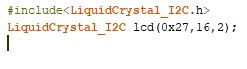 #include<LiquidCrystal_I2C.h>
LiquidCrystal_I2C lcd(0x27,16,2);